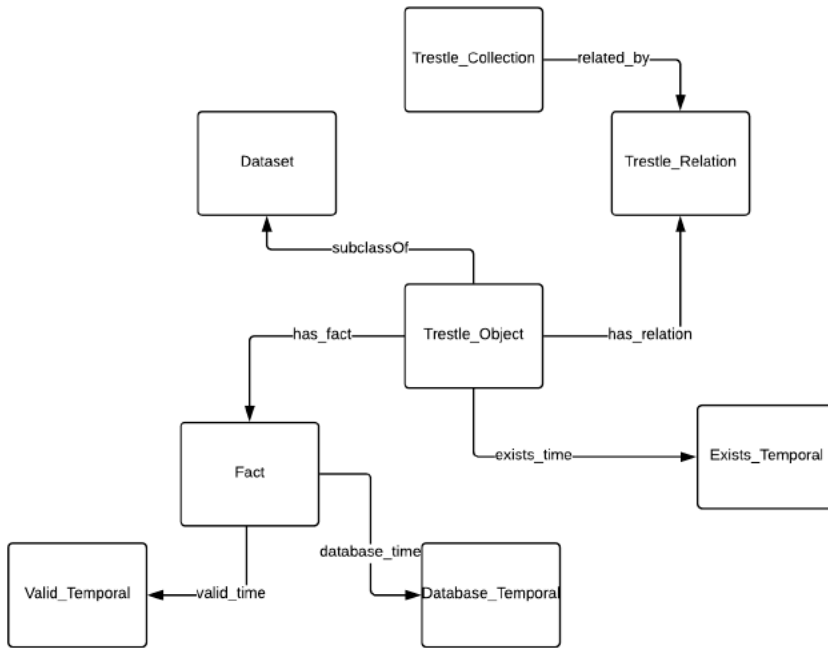 Trestle_Collection
related_by
Dataset
Trestle_Relation
subclassOf
has_fact
Trestle_Object
has_relation
exists_time
Exists_Temporal
Fact
database_time
Valid_Temporal
valid_time
Database_Temporal